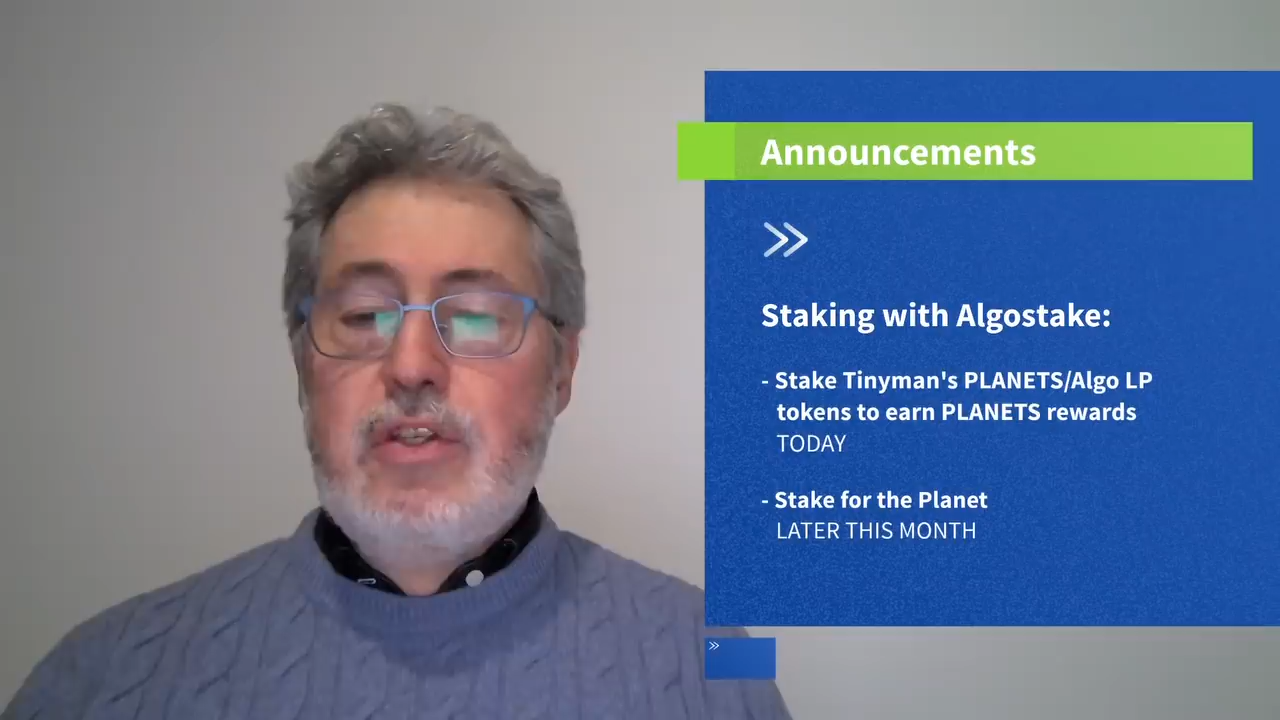 Announcements
Staking with Algostake:
- Stake Tinyman's PLANETS/Algo LP
tokens to earn PLANETS rewards
TODAY
- Stake for the Planet
LATER THIS MONTH